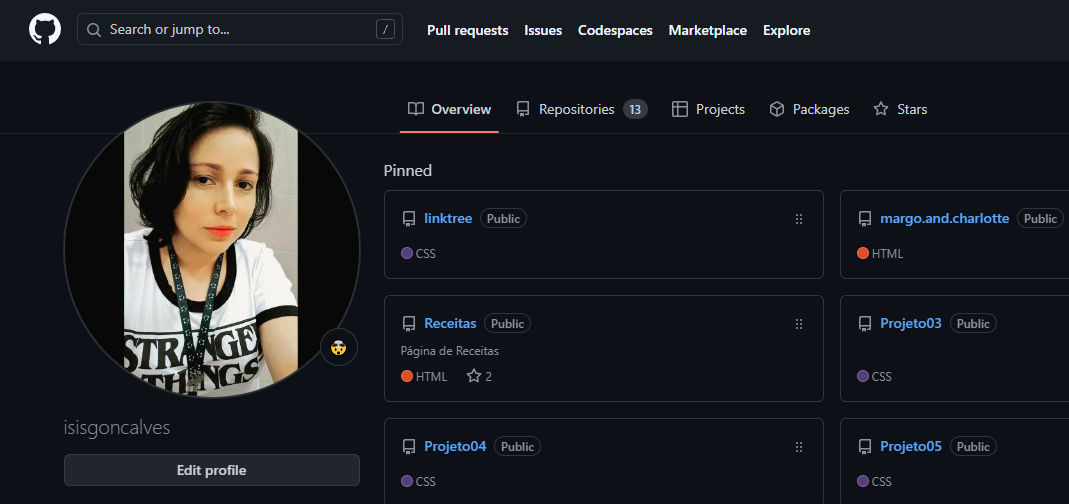 Search or jump to... /
Pull requests Issues Codespaces Marketplace Explore
Overview Repositories 13 Projects Packages Stars
STRANGER
THINGS
isisgoncalves
Edit profile
Pinned
linktree Public
CSS
margo.and.charlotte Public
HTML
Receitas Public
Página de Receitas
HTML 2
Projeto03 Public
CSS
Projeto04 Public
CSS
Projeto05 Public
CSS